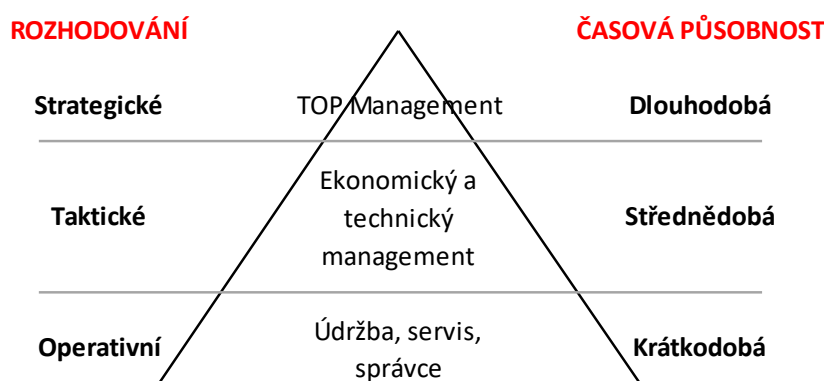 ROZHODOVÁNÍ
ČASOVÁ PŮSOBNOST
Strategické
TOP Management
Dlouhodobá
Taktické
Ekonomický a
technický
management
Střednědobá
Operativní
Údržba, servis,
správce
Krátkodobá